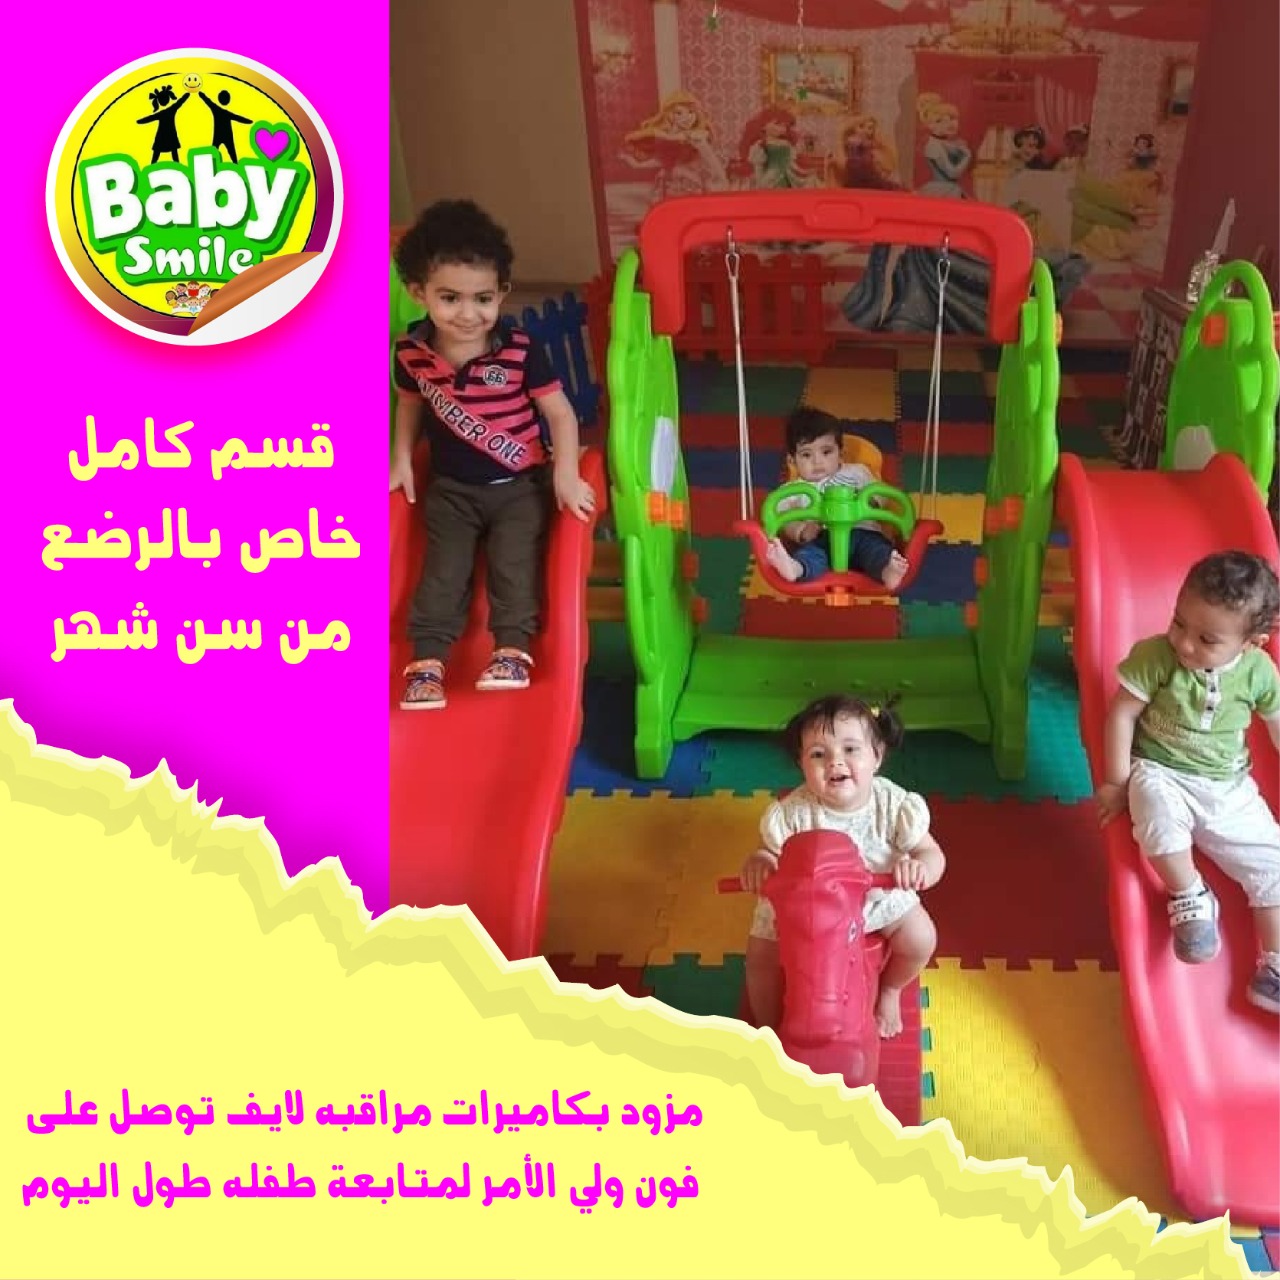 Baby
Smile
قسم كامل
خاص بالرضع
من سن شهر
NUMBER ONE
66
مزود بكاميرات مراقبه لايف توصل على
فون ولي الأمر لمتابعة طفله طول اليوم